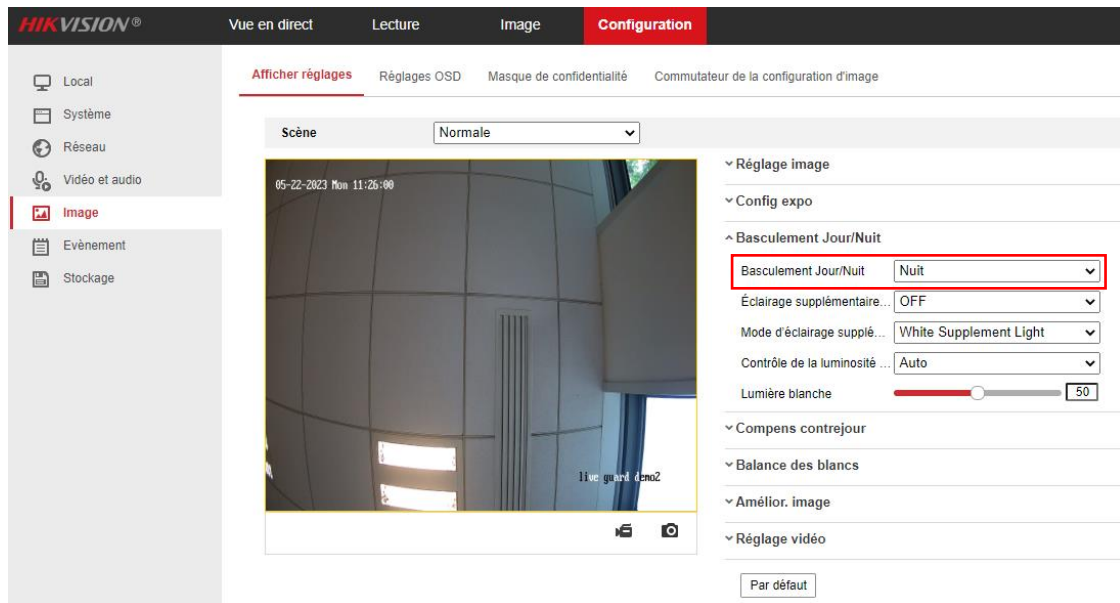 HIKVISION®
Vue en direct
Lecture
Image
Configuration
Local
Système
Réseau
Vidéo et audio
Image
Evènement
Stockage
Afficher réglages
Réglages OSD
Masque de confidentialité
Commutateur de la configuration d'image
Scène
Normale
05-22-2023 Mon 11:26:00
live guard demo2
Réglage image
Config expo
Basculement Jour/Nuit
Basculement Jour/Nuit
Nuit
Éclairage supplémentaire...
OFF
Mode d'éclairage supplé...
White Supplement Light
Contrôle de la luminosité ...
Auto
Lumière blanche
50
Compens contrejour
Balance des blancs
Amélior. image
Réglage vidéo
Par défaut